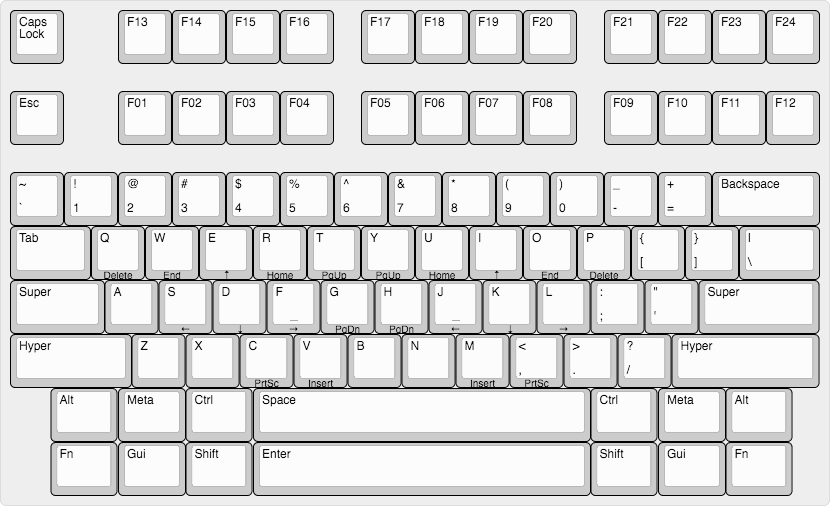 Caps Lock F13 F14 F15 F16 F17 F18 F19 F20 F21 F22 F23 F24
Esc F01 F02 F03 F04 F05 F06 F07 F08 F09 F10 F11 F12
~ ! @ # $ % ^ & * ( ) _ + Backspace
` 1 2 3 4 5 6 7 8 9 0 - =
Tab Q W E R T Y U I O P { } |
[ ] \
Delete End ↑ Home PgUp PgUp Home ↑ End Delete
Super A S D F G H J K L : " Super
_ _ ; '
← ↓ → PgDn PgDn ← ↓ →
Hyper Z X C V B N M < > ? Hyper
, . /
PrtSc Insert Insert PrtSc
Alt Meta Ctrl Space Ctrl Meta Alt
Fn Gui Shift Enter Shift Gui Fn